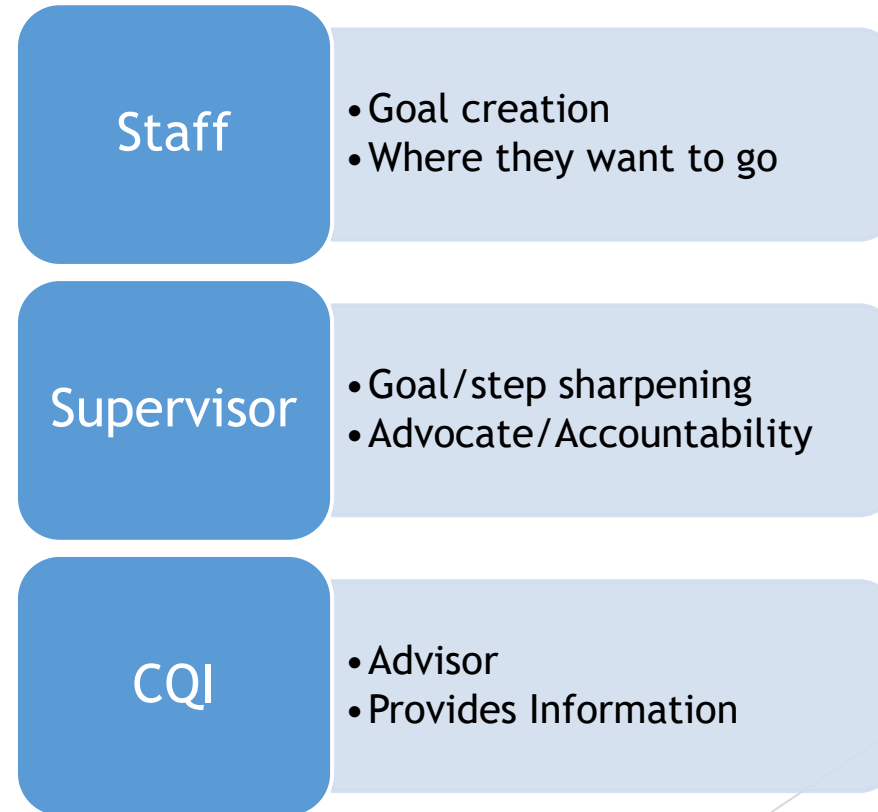 Staff
•Goal creation
•Where they want to go
Supervisor
•Goal/step sharpening
•Advocate/Accountability
CQI
•Advisor
•Provides Information